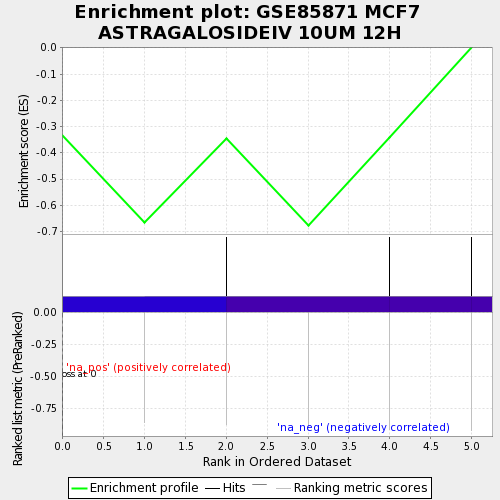 Enrichment plot: GSE85871 MCF7
ASTRAGALOSIDEIV 10UM 12H
Enrichment score (ES)
0.0
-0.1
-0.2
-0.3
-0.4
-0.5
-0.6
-0.7
Ranked list metric (PreRanked)
0.00
-0.25
-0.50
-0.75
'na_pos' (positively correlated)
oss at 0
'na_neg' (negatively correlated)
0.0 0.5 1.0 1.5 2.0 2.5 3.0 3.5 4.0 4.5 5.0
Rank in Ordered Dataset
Enrichment profile Hits Ranking metric scores